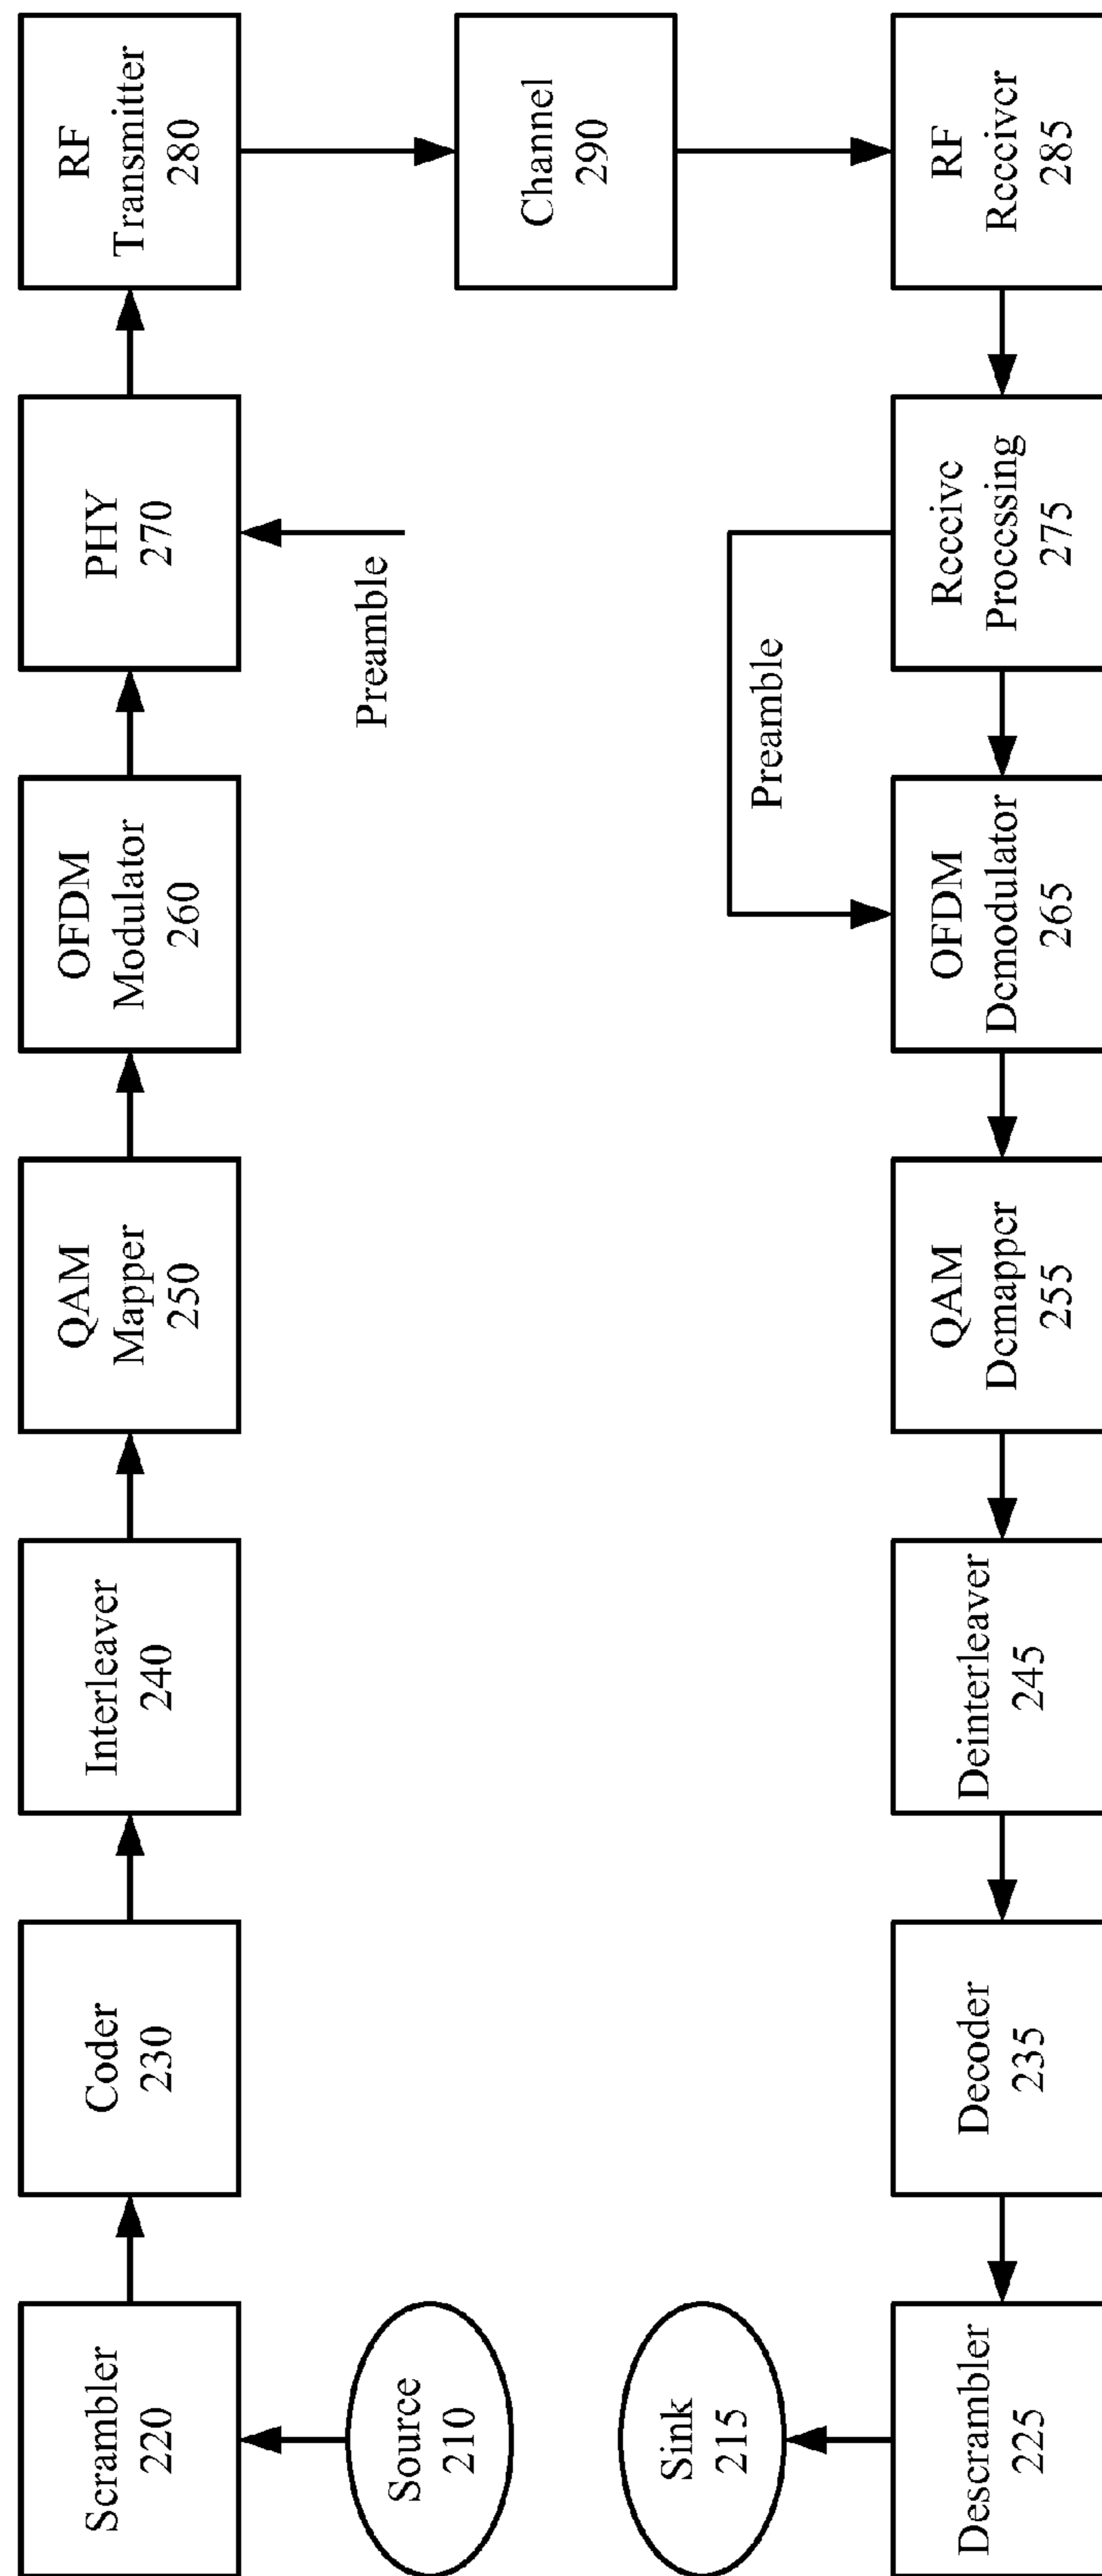 Scrambler
220
Coder
230
Interleaver
240
QAM
Mapper
250
OFDM
Modulator
260
PHY
270
RF
Transmitter
280
Source
210
Preamble
Channel
290
Sink
215
Preamble
Descrambler
225
Decoder
235
Deinterleaver
245
QAM
Demapper
255
OFDM
Demodulator
265
Receive
Processing
275
RF
Receiver
285